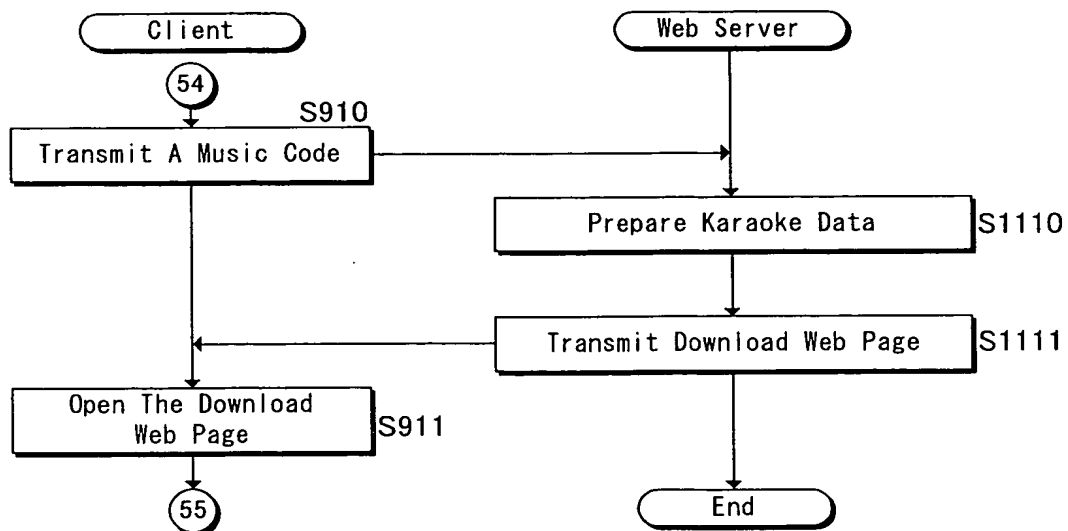 Client
Web Server
54
S910
Transmit A Music Code
Prepare Karaoke Data
S1110
Transmit Download Web Page
S1111
Open The Download
Web Page
S911
55
End